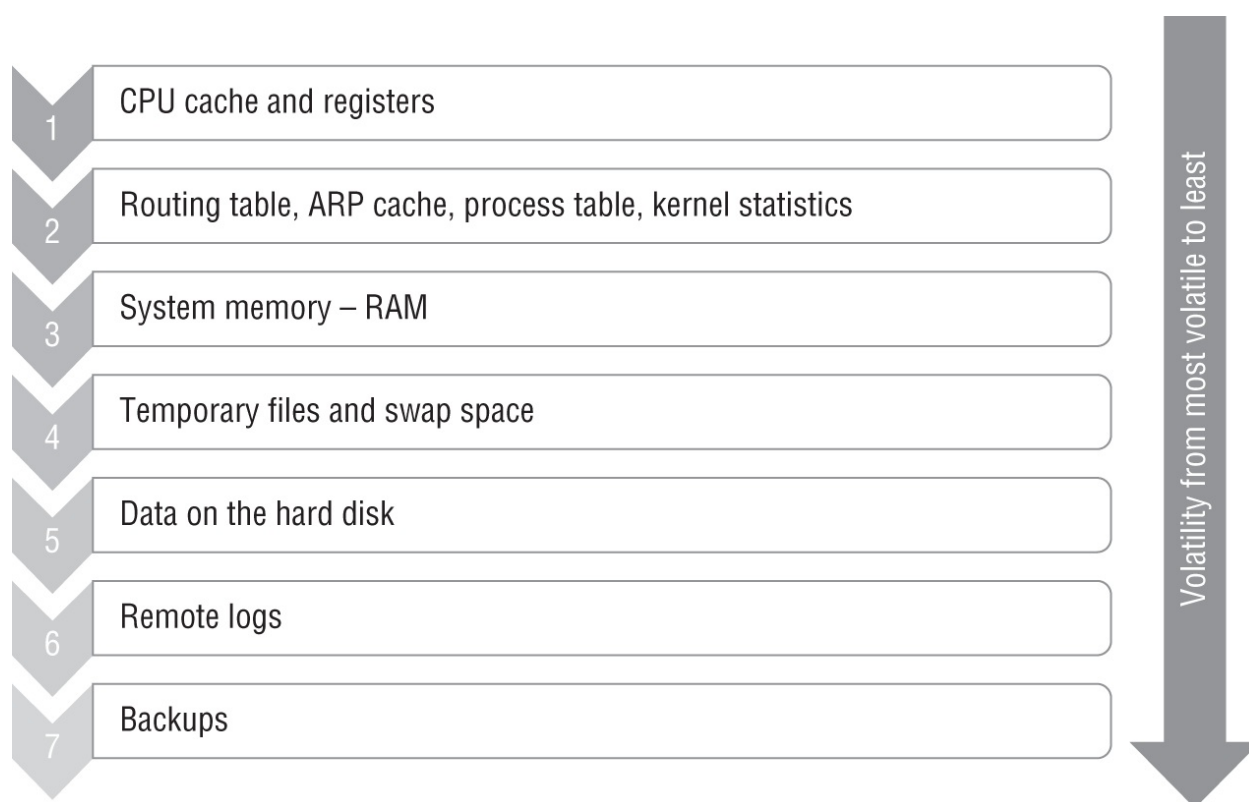 1
CPU cache and registers
2
Routing table, ARP cache, process table, kernel statistics
3
System memory – RAM
4
Temporary files and swap space
5
Data on the hard disk
6
Remote logs
7
Backups
Volatility from most volatile to least